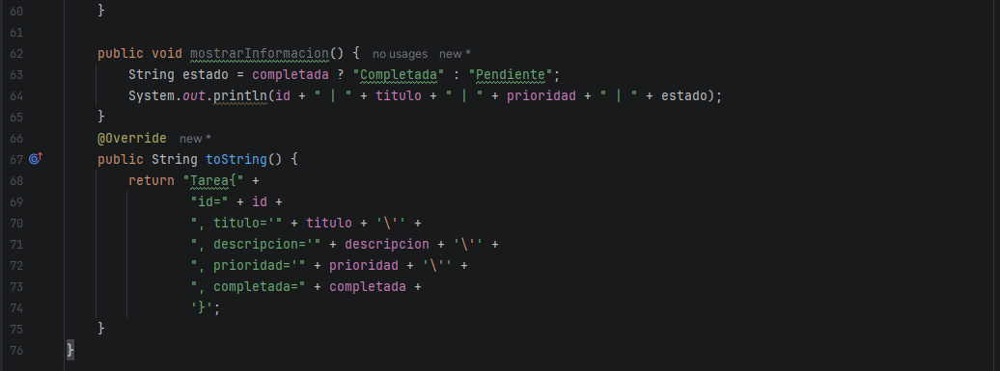 60 }
61
62 public void mostrarInformacion() { no usages new *
63 String estado = completada ? "Completada" : "Pendiente";
64 System.out.println(id + " | " + titulo + " | " + prioridad + " | " + estado);
65 }
66 @Override new *
67 public String toString() {
68 return "Tarea{" +
69 "id=" + id +
70 ", titulo='" + titulo + '\'' +
71 ", descripcion='" + descripcion + '\'' +
72 ", prioridad='" + prioridad + '\'' +
73 ", completada=" + completada +
74 '}';
75 }
76 }